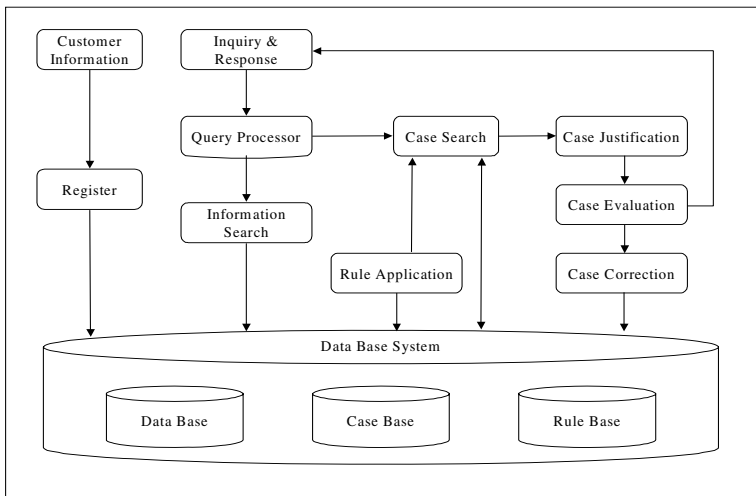 Customer
Information
Inquiry &
Response
Query Processor
Case Search
Case Justification
Register
Information
Search
Case Evaluation
Rule Application
Case Correction
Data Base System
Data Base
Case Base
Rule Base